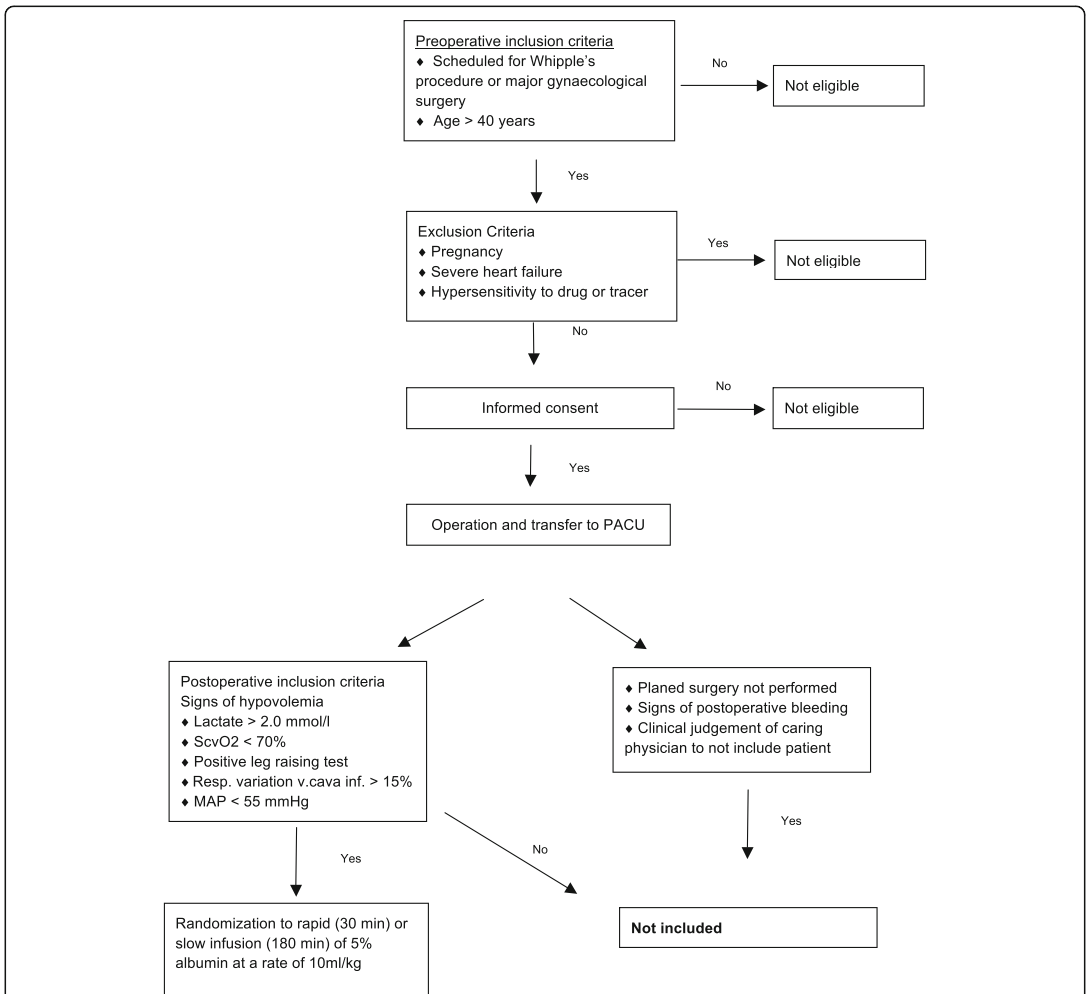 Preoperative inclusion criteria
♦ Scheduled for Whipple's
procedure or major gynaecological
surgery
♦ Age > 40 years
No
Not eligible
Yes
Exclusion Criteria
♦ Pregnancy
♦ Severe heart failure
♦ Hypersensitivity to drug or tracer
Yes
Not eligible
No
Informed consent
No
Not eligible
Yes
Operation and transfer to PACU
Postoperative inclusion criteria
Signs of hypovolemia
♦ Lactate > 2.0 mmol/l
♦ ScvO2 < 70%
♦ Positive leg raising test
♦ Resp. variation v.cava inf. > 15%
♦ MAP < 55 mmHg
♦ Planed surgery not performed
♦ Signs of postoperative bleeding
♦ Clinical judgement of caring
physician to not include patient
Yes
No
Yes
Randomization to rapid (30 min) or
slow infusion (180 min) of 5%
albumin at a rate of 10ml/kg
Not included